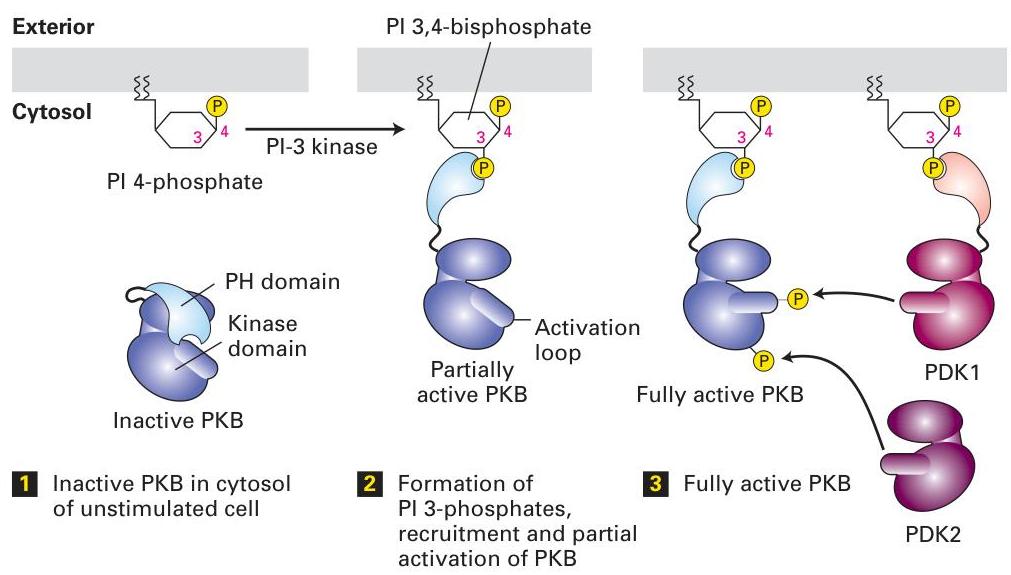 Exterior
PI 3,4-bisphosphate
Cytosol
P
3 4
PI-3 kinase
PI 4-phosphate
P
3 4
P
P
3 4
P
P
3 4
P
PH domain
Kinase
domain
Inactive PKB
Activation
loop
Partially
active PKB
P
P
Fully active PKB
PDK1
PDK2
1 Inactive PKB in cytosol
of unstimulated cell
2 Formation of
PI 3-phosphates,
recruitment and partial
activation of PKB
3 Fully active PKB